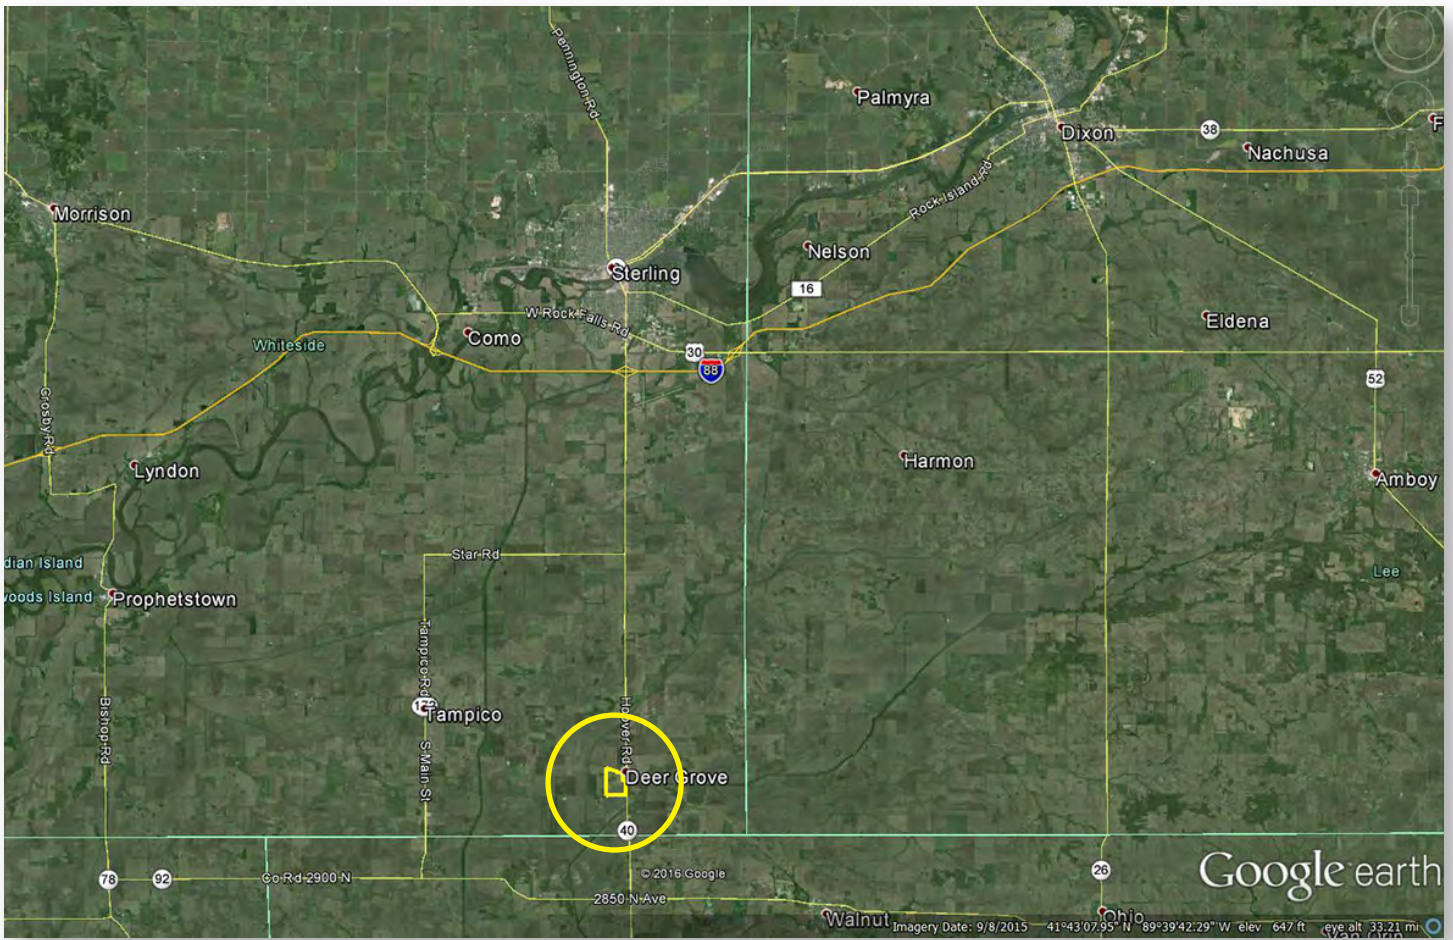 Pennington Rd
Palmyra
Dixon
38
F
Nachusa
Rock Island Rd
Morrison
Nelson
Sterling
16
W Rock Falls Rd
Eldena
Como
Whiteside
30
88
52
Crosby Rd
Lyndon
Harmon
Amboy
Star Rd
dian Island
Lee
woods Island
Prophetstown
Tampico Rd
Bishop Rd
Tampico
Hoover Rd
S Main St
Deer Grove
40
78
92
Co Rd 2900 N
© 2016 Google
26
Google earth
2850 N Ave
Walnut
Ohio
Imagery Date: 9/8/2015 41°43'07.95" N 89°39'42.29" W elev 647 ft eye alt 33.21 mi